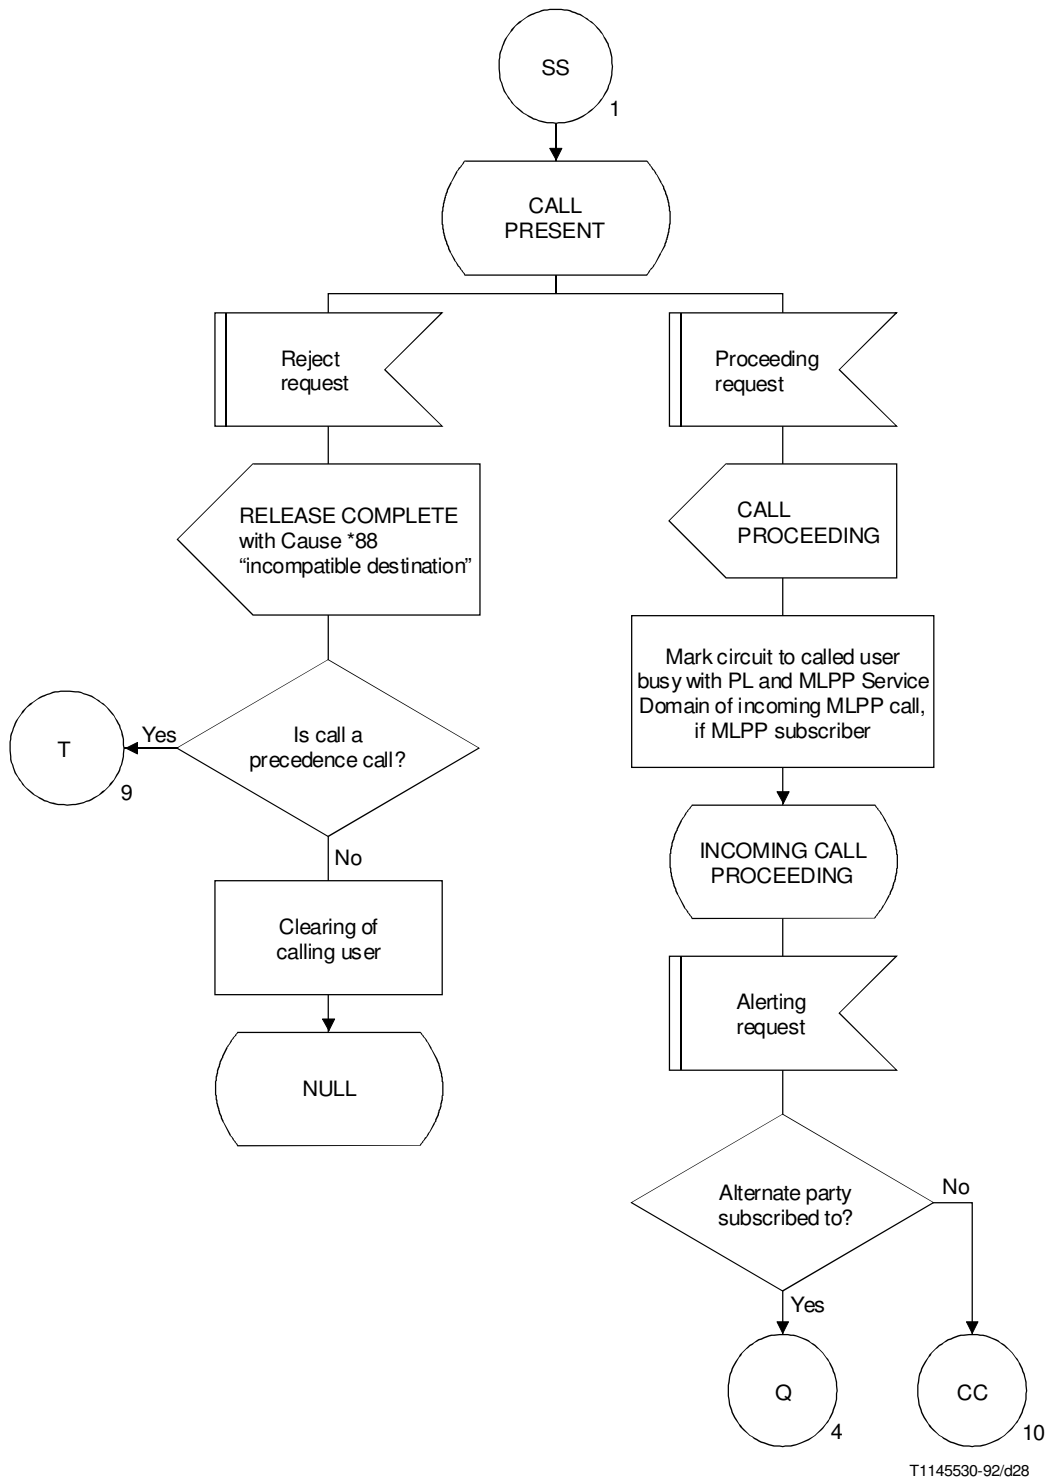 SS
1
CALL
PRESENT
Reject
request
RELEASE COMPLETE
with Cause *88
“incompatible destination”
Is call a
precedence call?
Yes
T
9
No
Clearing of
calling user
NULL
Proceeding
request
CALL
PROCEEDING
Mark circuit to called user
busy with PL and MLPP Service
Domain of incoming MLPP call,
if MLPP subscriber
INCOMING CALL
PROCEEDING
Alerting
request
Alternate party
subscribed to?
No
Yes
Q
4
CC
10
T1145530-92/d28